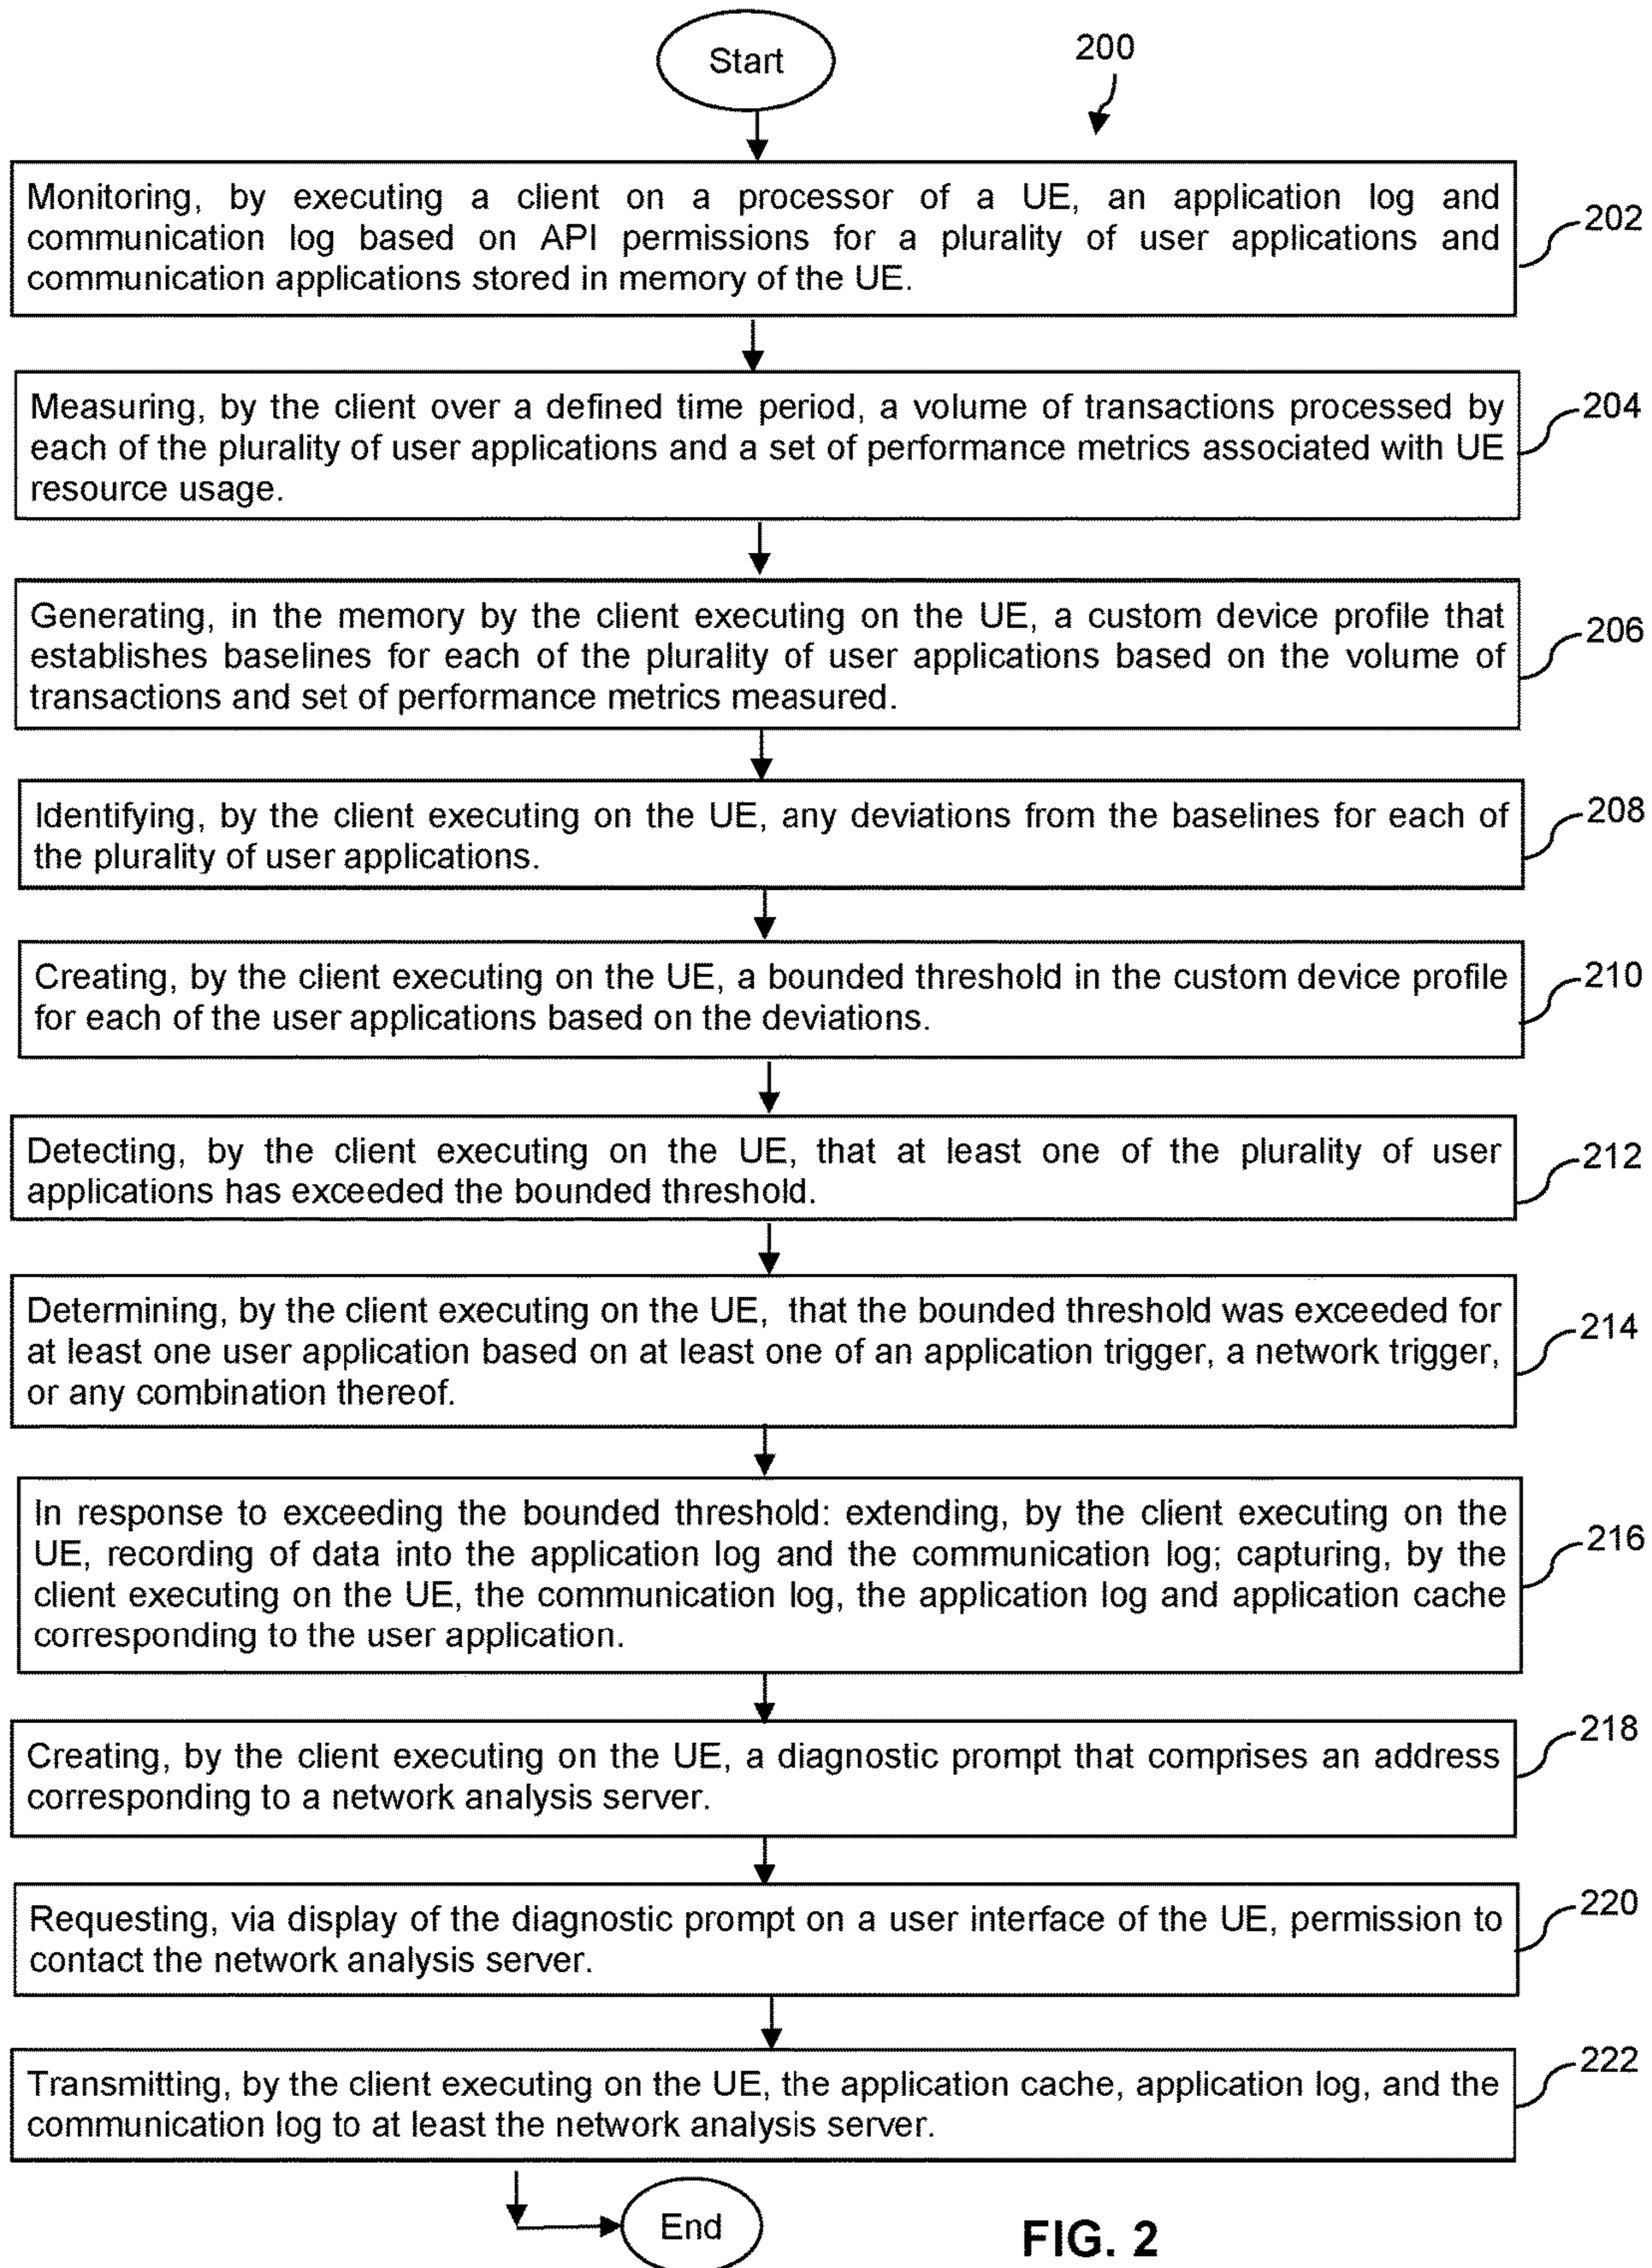 Start
200
Monitoring, by executing a client on a processor of a UE, an application log and
communication log based on API permissions for a plurality of user applications and
communication applications stored in memory of the UE.
202
Measuring, by the client over a defined time period, a volume of transactions processed by
each of the plurality of user applications and a set of performance metrics associated with UE
resource usage.
204
Generating, in the memory by the client executing on the UE, a custom device profile that
establishes baselines for each of the plurality of user applications based on the volume of
transactions and set of performance metrics measured.
206
Identifying, by the client executing on the UE, any deviations from the baselines for each of
the plurality of user applications.
208
Creating, by the client executing on the UE, a bounded threshold in the custom device profile
for each of the user applications based on the deviations.
210
Detecting, by the client executing on the UE, that at least one of the plurality of user
applications has exceeded the bounded threshold.
212
Determining, by the client executing on the UE, that the bounded threshold was exceeded for
at least one user application based on at least one of an application trigger, a network trigger,
or any combination thereof.
214
In response to exceeding the bounded threshold: extending, by the client executing on the
UE, recording of data into the application log and the communication log; capturing, by the
client executing on the UE, the communication log, the application log and application cache
corresponding to the user application.
216
Creating, by the client executing on the UE, a diagnostic prompt that comprises an address
corresponding to a network analysis server.
218
Requesting, via display of the diagnostic prompt on a user interface of the UE, permission to
contact the network analysis server.
220
Transmitting, by the client executing on the UE, the application cache, application log, and the
communication log to at least the network analysis server.
222
End
FIG. 2